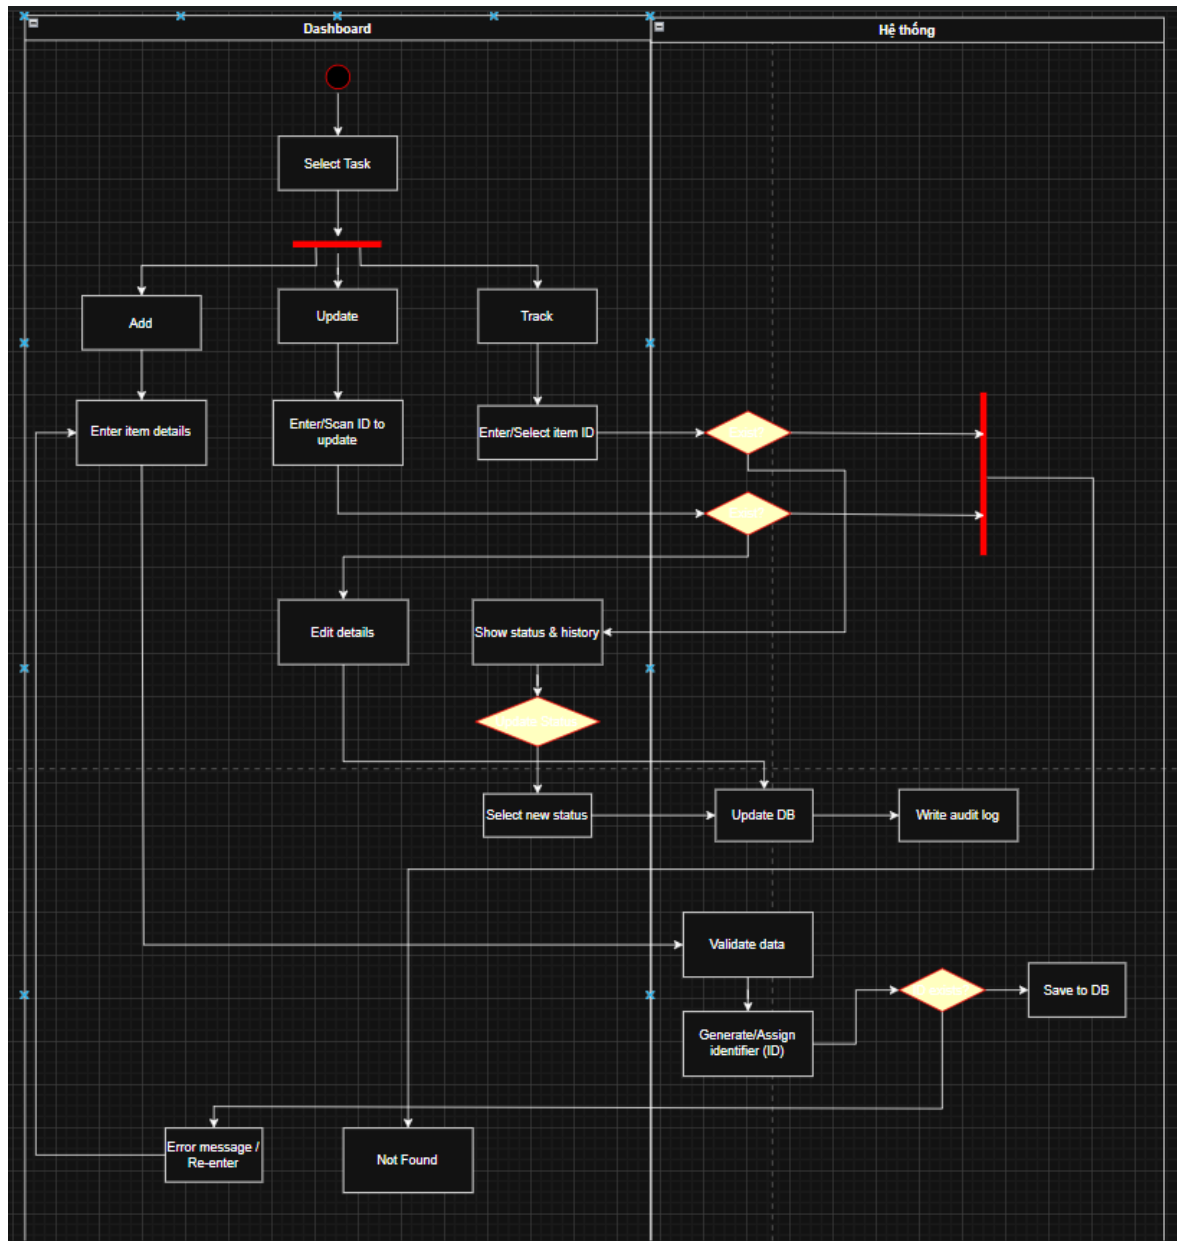 Dashboard
Hệ thống
Select Task
Add
Update
Track
Enter item details
Enter/Scan ID to
update
Enter/Select item ID
Edit details
Show status & history
Update Status
Select new status
Update DB
Write audit log
Validate data
Generate/Assign
identifier (ID)
Save to DB
Error message /
Re-enter
Not Found